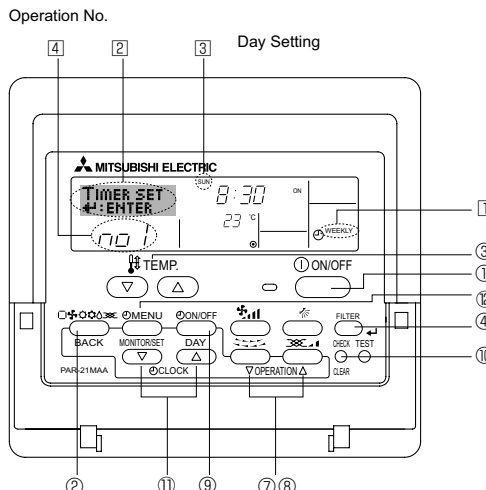 Operation No.
4 2 3 Day Setting
MITSUBISHI ELECTRIC
SUN
TIMER SET 8:30 ON
:ENTER
23 °C
no 1 WEEKLY
1
TEMP. ON/OFF
③
①
⑫
MENU ON/OFF FILTER
④
BACK MONITOR/SET DAY CHECK TEST
⑩
PAR-21MAA CLOCK ▽OPERATION△ CLEAR
② ⑪ ⑨ ⑦⑧